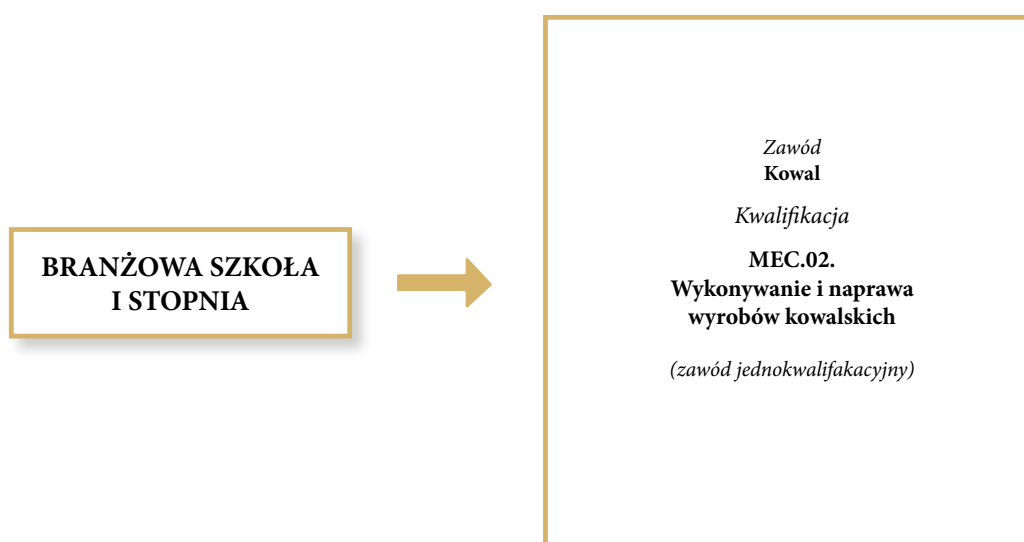 BRANŻOWA SZKOŁA
I STOPNIA
Zawód
Kowal
Kwalifikacja
MEC.02.
Wykonywanie i naprawa
wyrobów kowalskich
(zawód jednokwalifakacyjny)